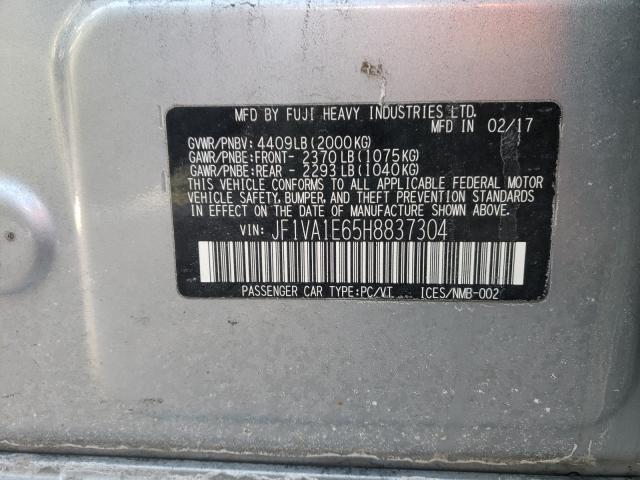 MFD BY FUJI HEAVY INDUSTRIES LTD.
MFD IN 02/17
GVWR/PNBV: 4409LB(2000KG)
GAWR/PNBE:FRONT- 2370LB(1075KG)
GAWR/PNBE:REAR - 2293LB(1040KG)
THIS VEHICLE CONFORMS TO ALL APPLICABLE FEDERAL MOTOR
VEHICLE SAFETY, BUMPER, AND THEFT PREVENTION STANDARDS
IN EFFECT ON THE DATE OF MANUFACTURE SHOWN ABOVE.
VIN: JF1VA1E65H8837304
PASSENGER CAR TYPE:PC/V.T. ICES/NMB-002